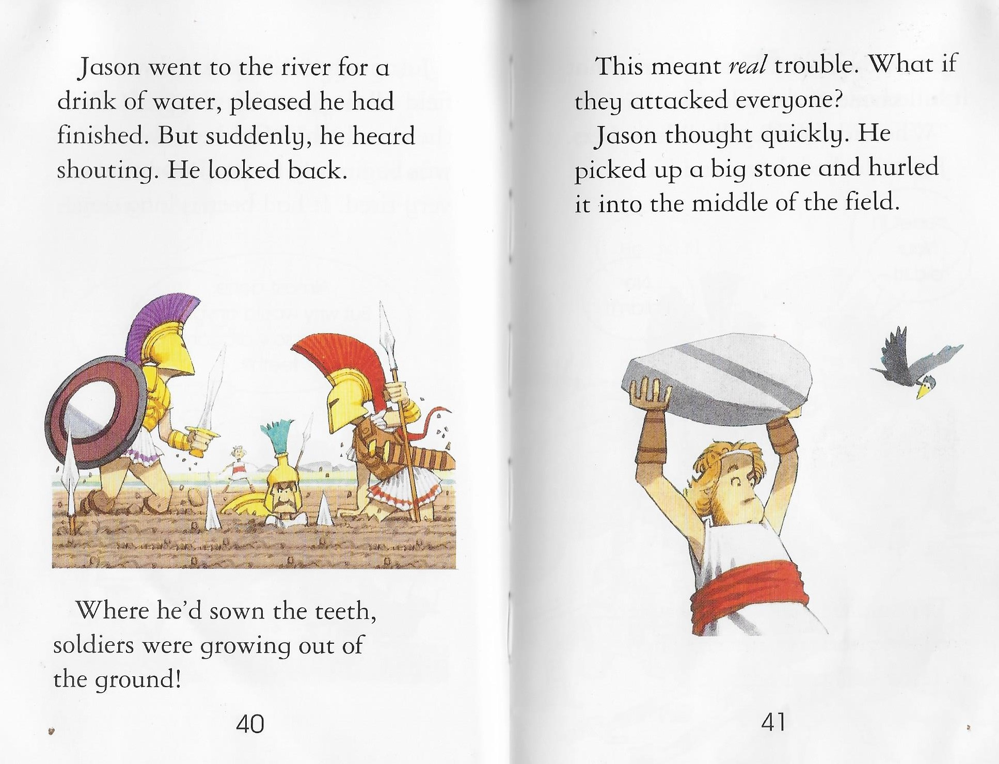 Jason went to the river for a
drink of water, pleased he had
finished. But suddenly, he heard
shouting. He looked back.
Where he’d sown the teeth,
soldiers were growing out of
the ground!
40
This meant real trouble. What if
they attacked everyone?
Jason thought quickly. He
picked up a big stone and hurled
it into the middle of the field.
41